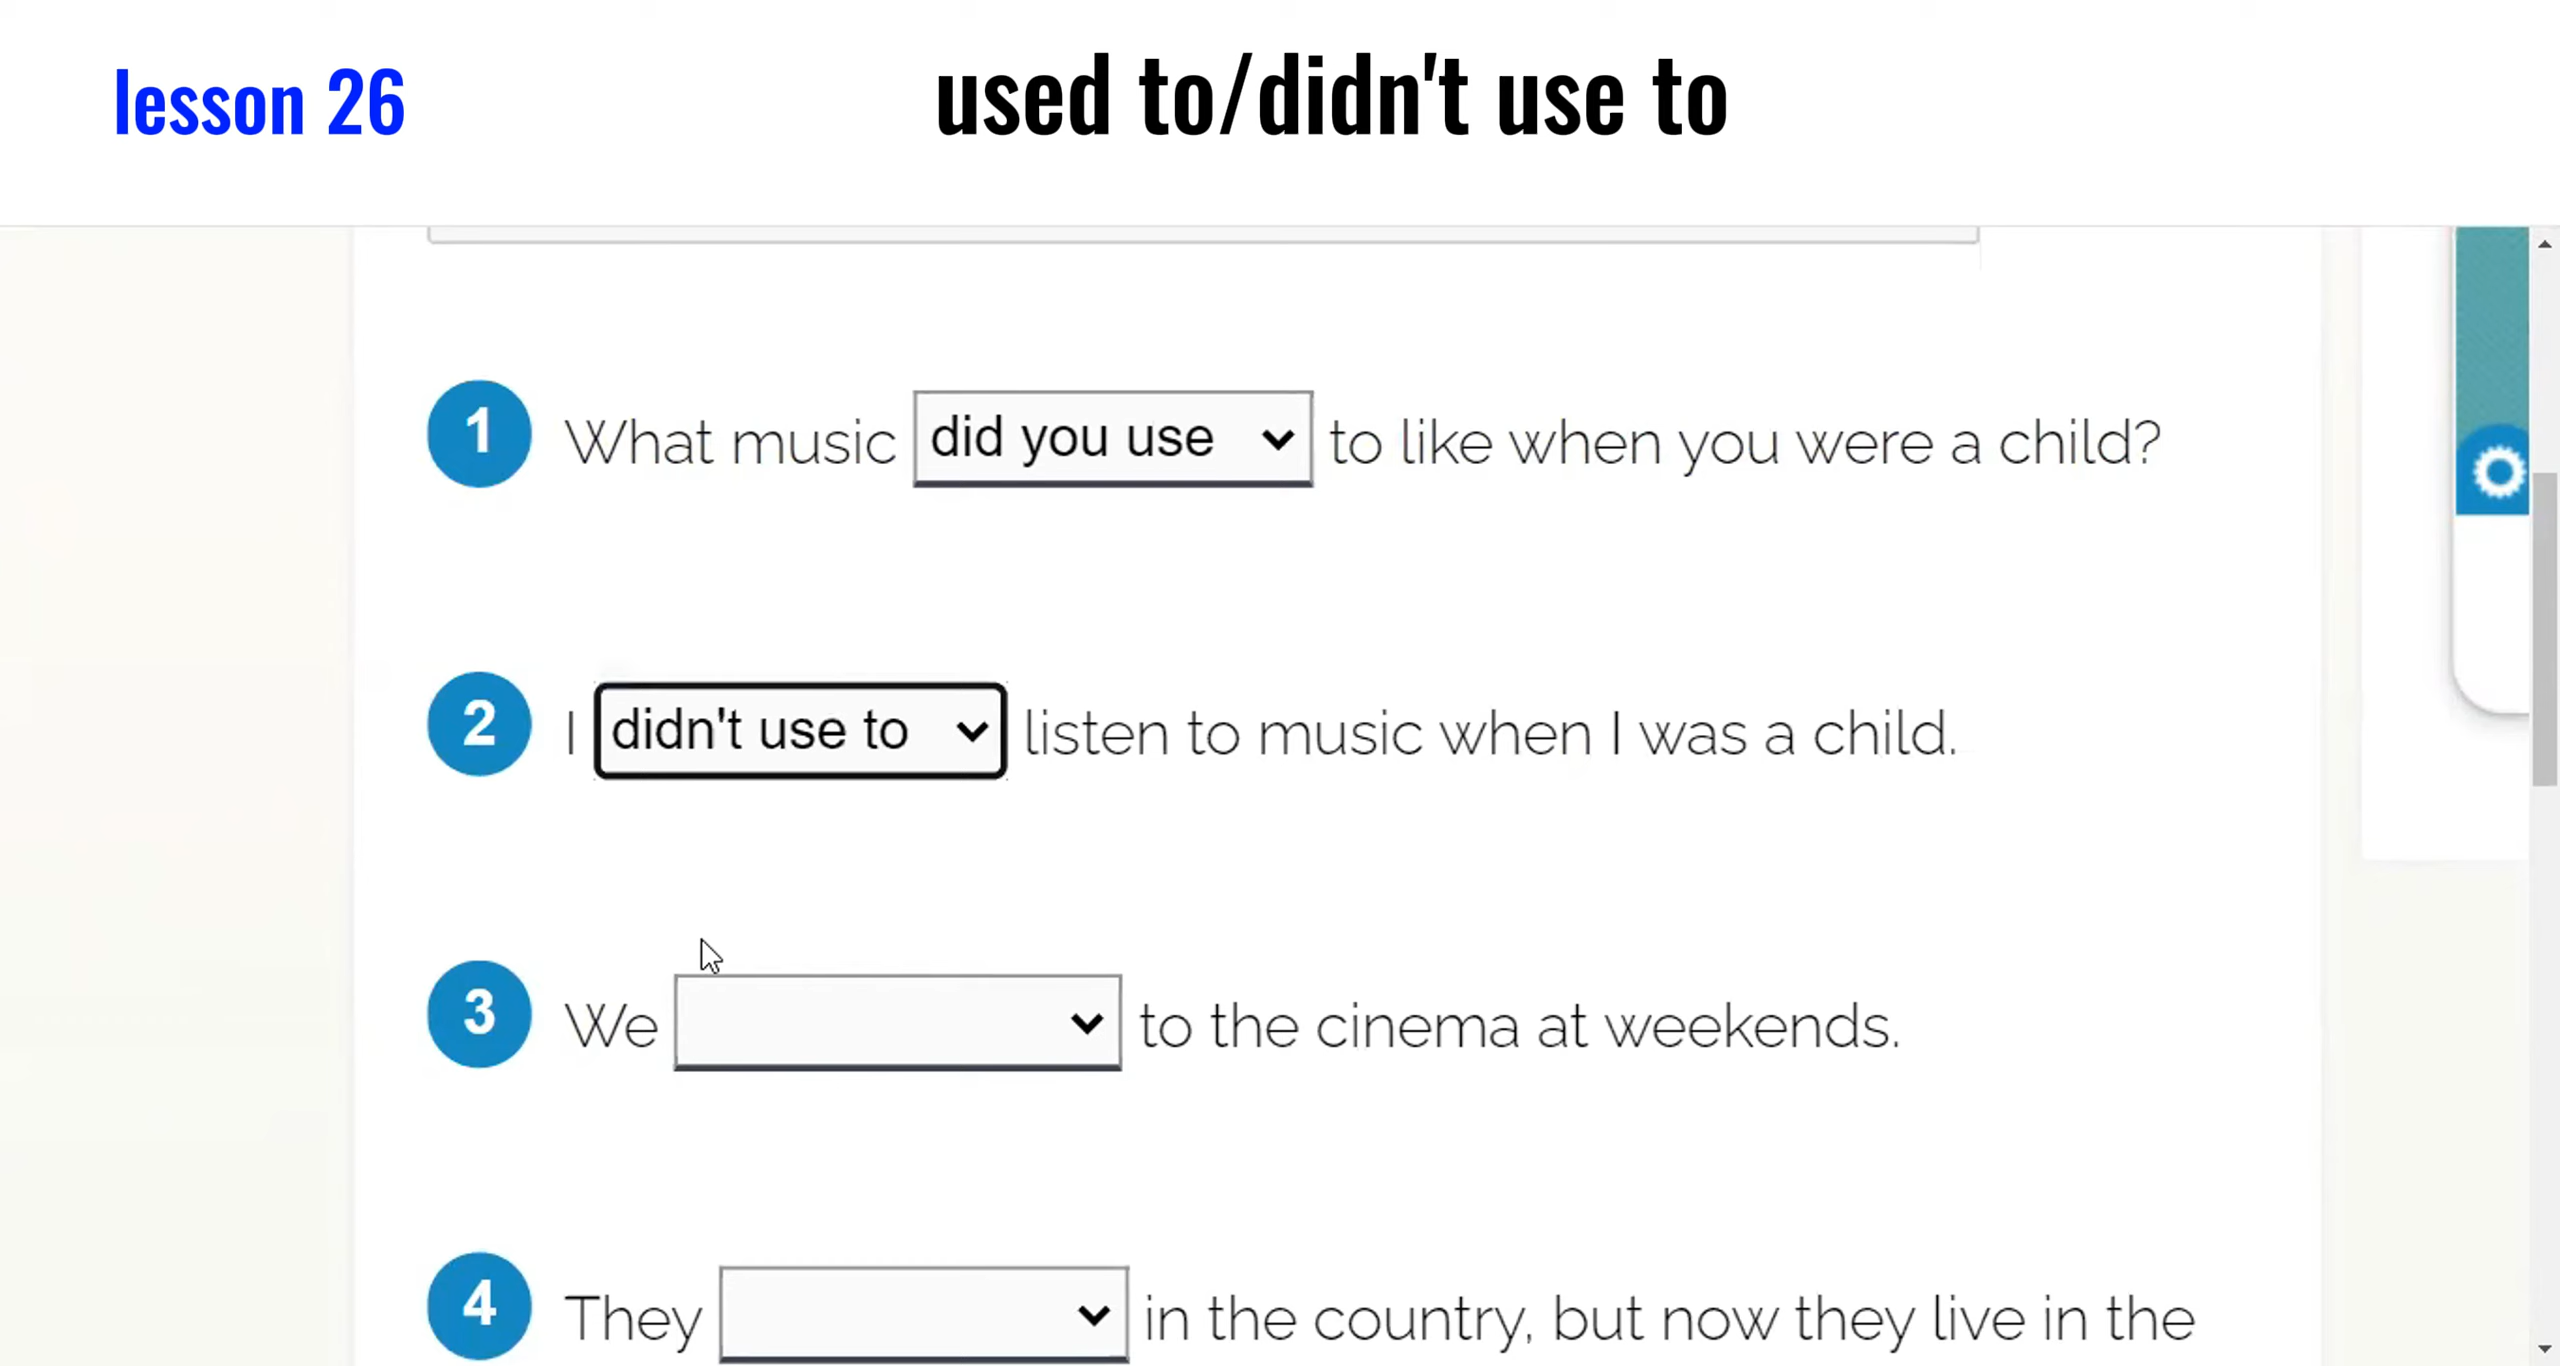 lesson 26
used to/didn't use to
1 What music did you use to like when you were a child?
2 I didn't use to listen to music when I was a child.
3 We to the cinema at weekends.
4 They in the country, but now they live in the